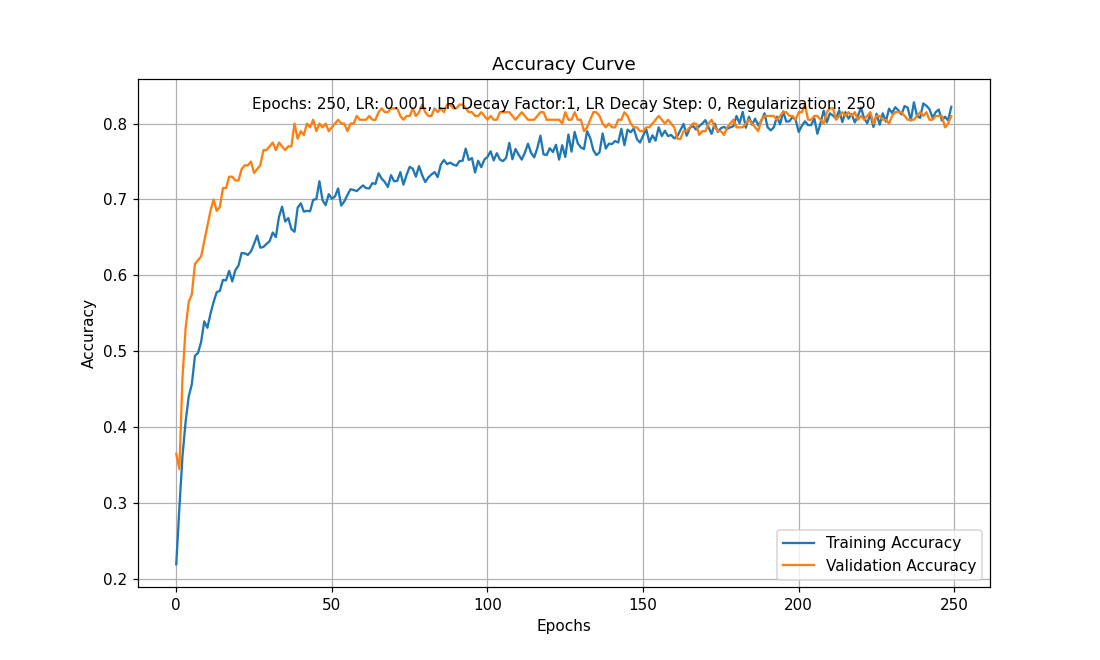 Accuracy Curve
Epochs: 250, LR: 0.001, LR Decay Factor:1, LR Decay Step: 0, Regularization: 250
Accuracy
0.8
0.7
0.6
0.5
0.4
0.3
0.2
Training Accuracy
Validation Accuracy
0 50 100 150 200 250
Epochs